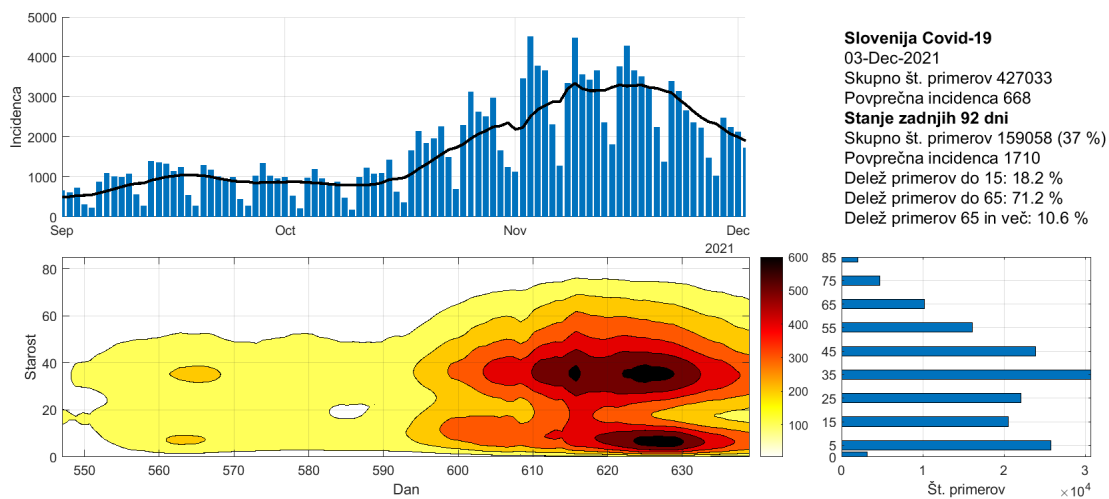 5000
4000
3000
2000
1000
0
Incidenca
Sep
Oct
Nov
Dec
2021
Slovenija Covid-19
03-Dec-2021
Skupno št. primerov 427033
Povprečna incidenca 668
Stanje zadnjih 92 dni
Skupno št. primerov 159058 (37 %)
Povprečna incidenca 1710
Delež primerov do 15: 18.2 %
Delež primerov do 65: 71.2 %
Delež primerov 65 in več: 10.6 %
80
60
40
20
0
Starost
550
560
570
580
590
600
610
620
630
Dan
600
500
400
300
200
100
85
75
65
55
45
35
25
15
5
0
0
1
2
3
×10⁴
Št. primerov